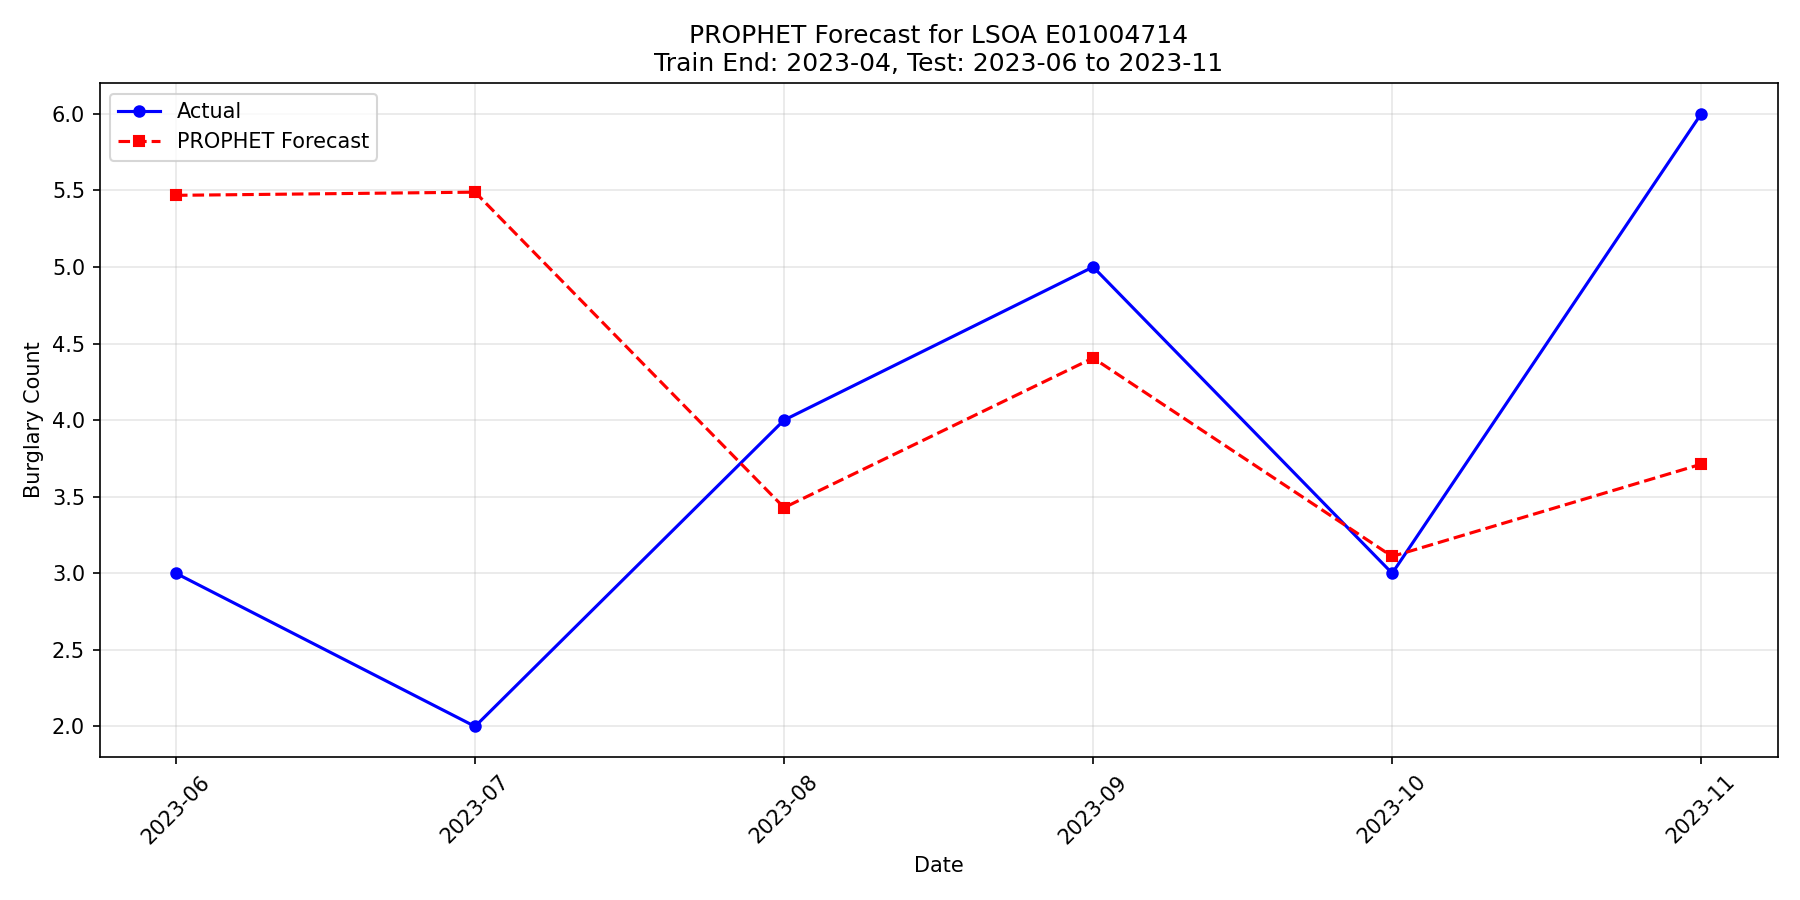 PROPHET Forecast for LSOA E01004714
Train End: 2023-04, Test: 2023-06 to 2023-11
Actual
PROPHET Forecast
Burglary Count
6.0
5.5
5.0
4.5
4.0
3.5
3.0
2.5
2.0
2023-06
2023-07
2023-08
2023-09
2023-10
2023-11
Date